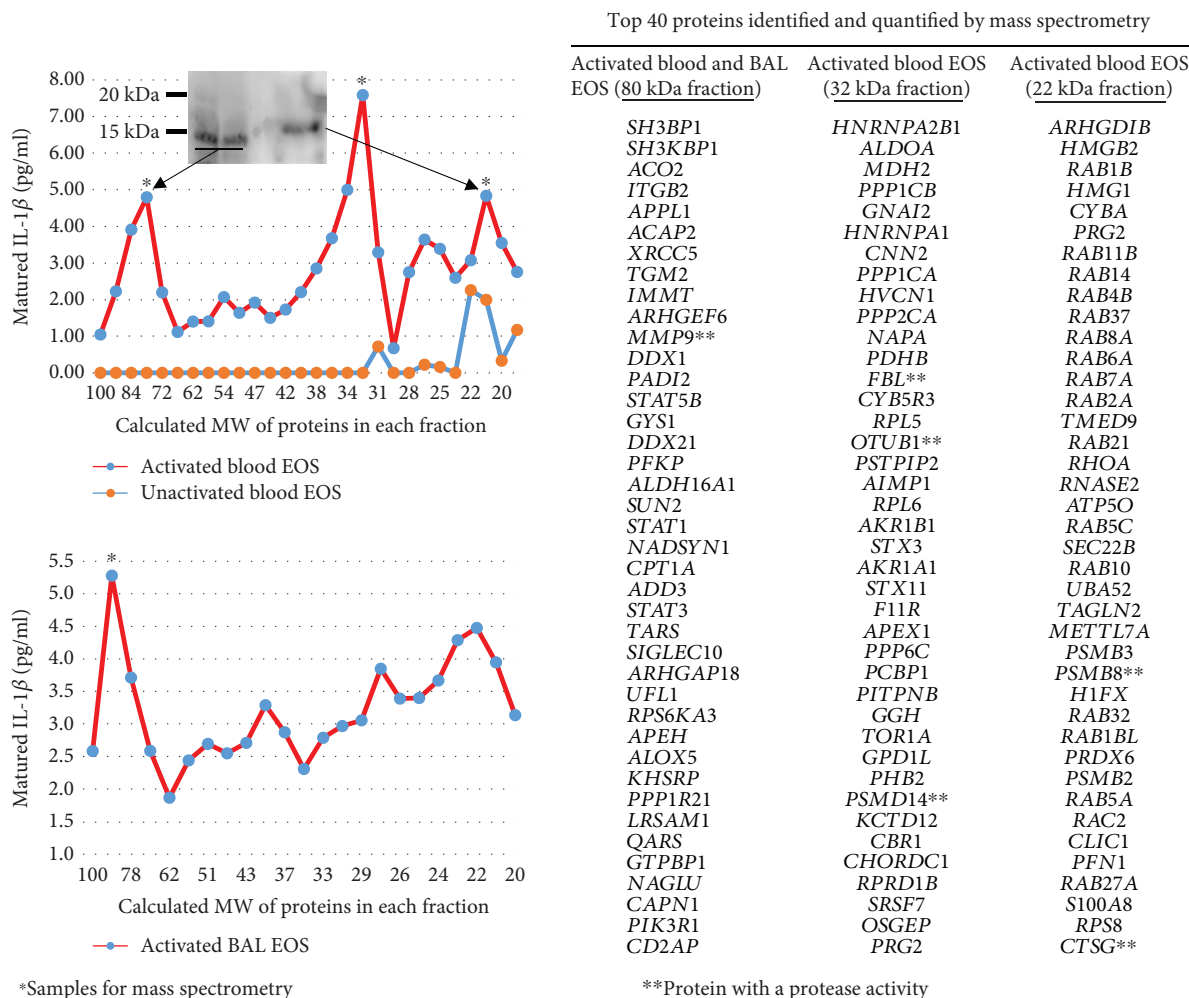 8.00
7.00
6.00
5.00
4.00
3.00
2.00
1.00
0.00
Matured IL-1β (pg/ml)
20 kDa
15 kDa
*
*
*
100 84 72 62 54 47 42 38 34 31 28 25 22 20
Calculated MW of proteins in each fraction
Activated blood EOS
Unactivated blood EOS
5.5
5.0
4.5
4.0
3.5
3.0
2.5
2.0
1.5
1.0
Matured IL-1β (pg/ml)
*
100 78 62 51 43 37 33 29 26 24 22 20
Calculated MW of proteins in each fraction
Activated BAL EOS
*Samples for mass spectrometry
Top 40 proteins identified and quantified by mass spectrometry
Activated blood and BAL Activated blood EOS Activated blood EOS
EOS (80 kDa fraction) (32 kDa fraction) (22 kDa fraction)
SH3BP1 HNRNPA2B1 ARHGDIB
SH3KBP1 ALDOA HMGB2
ACO2 MDH2 RAB1B
ITGB2 PPP1CB HMG1
APPL1 GNAI2 CYBA
ACAP2 HNRNPA1 PRG2
XRCC5 CNN2 RAB11B
TGM2 PPP1CA RAB14
IMMT HVCN1 RAB4B
ARHGEF6 PPP2CA RAB37
MMP9** NAPA RAB8A
DDX1 PDHB RAB6A
PADI2 FBL** RAB7A
STAT5B CYB5R3 RAB2A
GYS1 RPL5 TMED9
DDX21 OTUB1** RAB21
PFKP PSTPIP2 RHOA
ALDH16A1 AIMP1 RNASE2
SUN2 RPL6 ATP5O
STAT1 AKR1B1 RAB5C
NADSYN1 STX3 SEC22B
CPT1A AKR1A1 RAB10
ADD3 STX11 UBA52
STAT3 F11R TAGLN2
TARS APEX1 METTL7A
SIGLEC10 PPP6C PSMB3
ARHGAP18 PCBP1 PSMB8**
UFL1 PITPNB H1FX
RPS6KA3 GGH RAB32
APEH TOR1A RAB1BL
ALOX5 GPD1L PRDX6
KHSRP PHB2 PSMB2
PPP1R21 PSMD14** RAB5A
LRSAM1 KCTD12 RAC2
QARS CBR1 CLIC1
GTPBP1 CHORDC1 PFN1
NAGLU RPRD1B RAB27A
CAPN1 SRSF7 S100A8
PIK3R1 OSGEP RPS8
CD2AP PRG2 CTSG**
**Protein with a protease activity